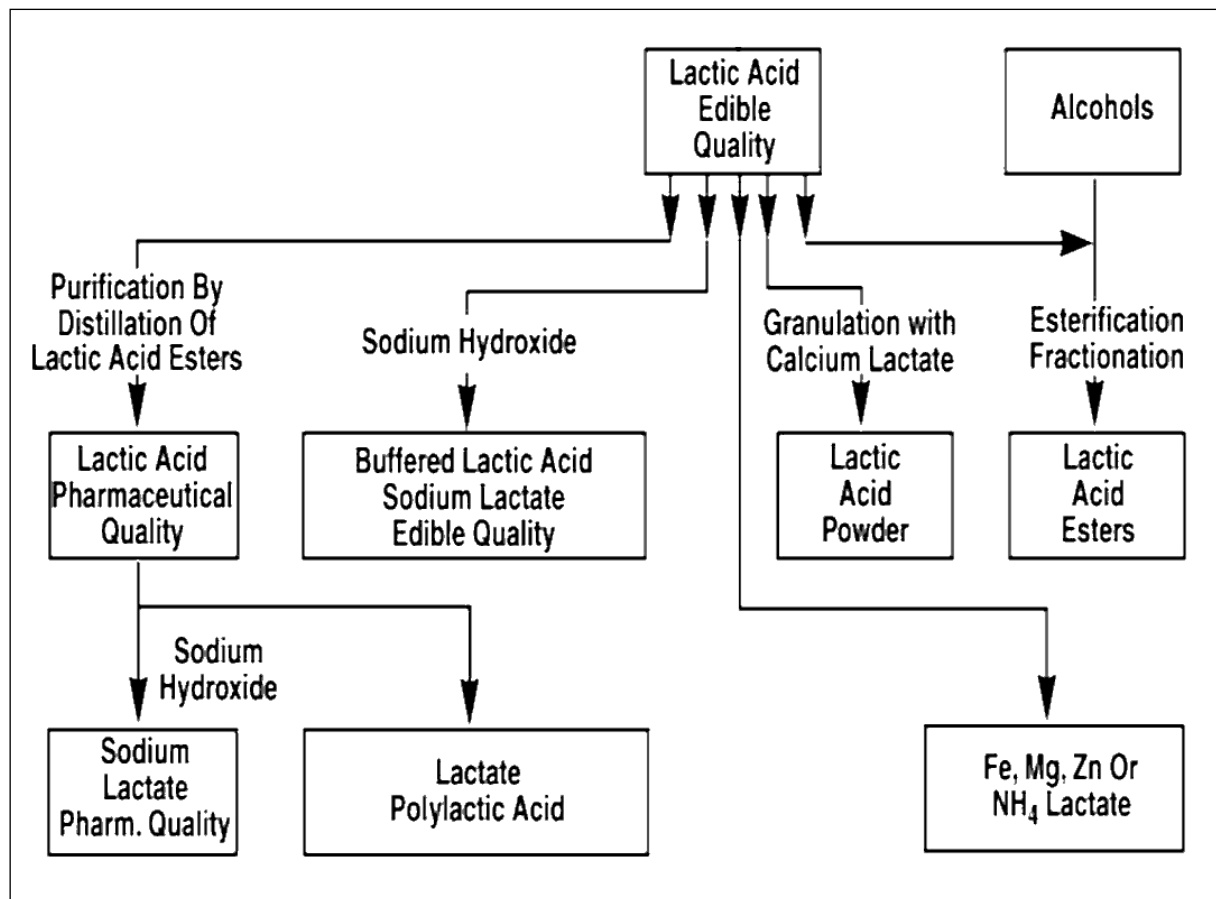 Lactic Acid
Edible
Quality
Alcohols
Purification By
Distillation Of
Lactic Acid Esters
Sodium Hydroxide
Granulation with
Calcium Lactate
Esterification
Fractionation
Lactic Acid
Pharmaceutical
Quality
Buffered Lactic Acid
Sodium Lactate
Edible Quality
Lactic
Acid
Powder
Lactic
Acid
Esters
Sodium
Hydroxide
Sodium
Lactate
Pharm. Quality
Lactate
Polylactic Acid
Fe, Mg, Zn Or
NH₄ Lactate